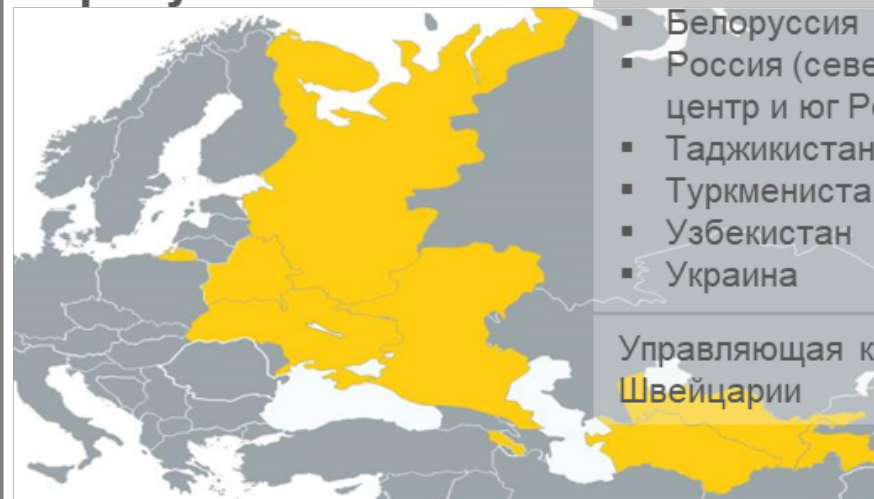 Белоруссия
Россия (севе
центр и юг Р
Таджикистан
Туркмениста
Узбекистан
Украина
Управляющая к
Швейцарии